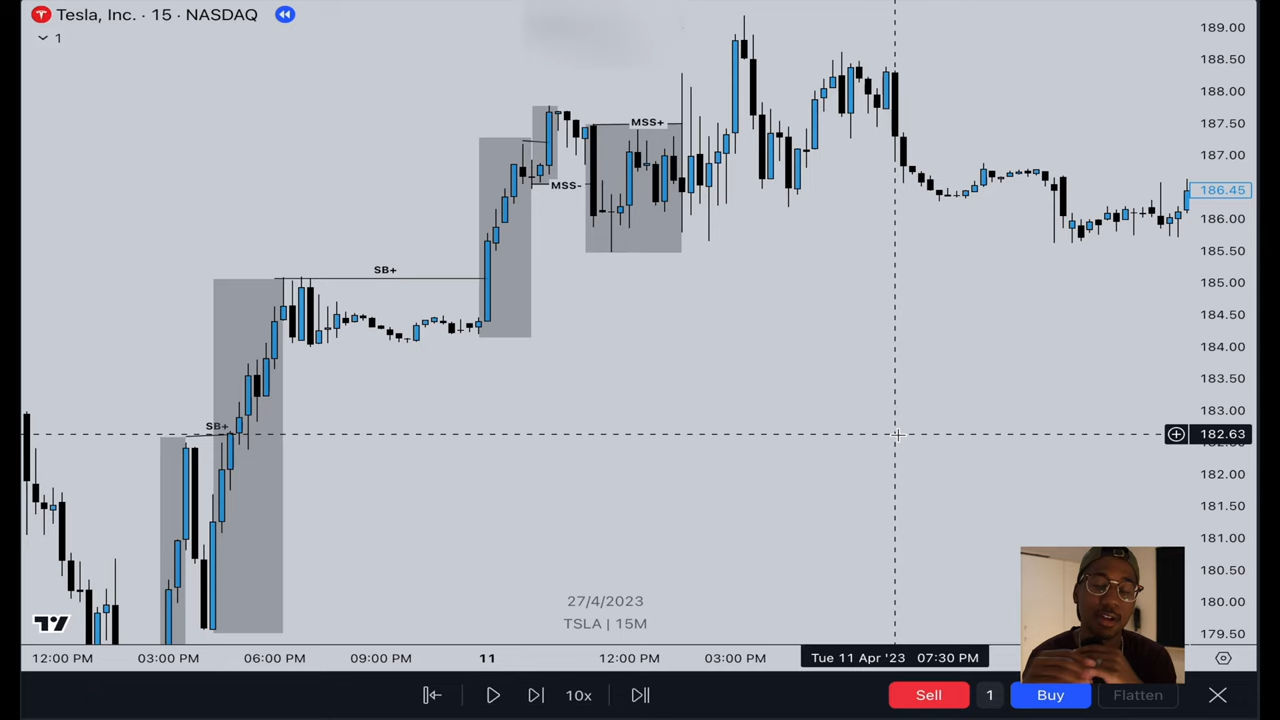 Tesla, Inc. · 15 · NASDAQ
1
189.00
188.50
188.00
187.50
187.00
186.45
186.00
185.50
185.00
184.50
184.00
183.50
183.00
182.63
182.00
181.50
181.00
180.50
180.00
179.50
MSS+
MSS-
SB+
SB+
27/4/2023
TSLA | 15M
12:00 PM 03:00 PM 06:00 PM 09:00 PM 11 12:00 PM 03:00 PM Tue 11 Apr '23 07:30 PM
10x Sell 1 Buy Flatten